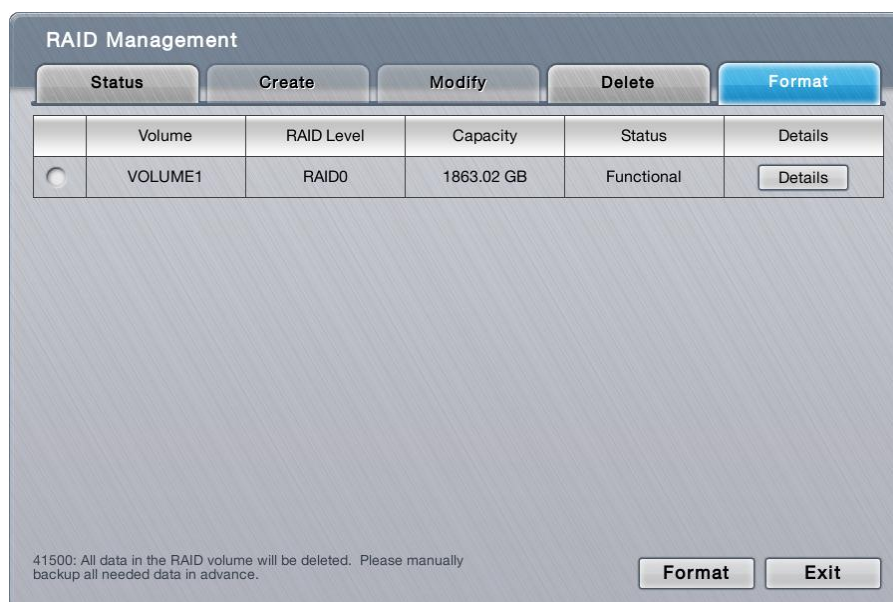 RAID Management
Status Create Modify Delete Format
Volume RAID Level Capacity Status Details
VOLUME1 RAID0 1863.02 GB Functional Details
41500: All data in the RAID volume will be deleted. Please manually
backup all needed data in advance.
Format Exit